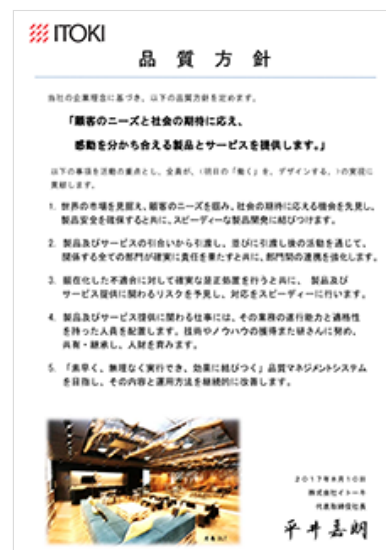 ITOKI
品質方針
当社の企業理念に基づき、以下の品質方針を定めます。
「顧客のニーズと社会の期待に応え、
感動を分かち合える製品とサービスを提供します。」
以下の事項を活動の重点とし、全員が、〈明日の「働く」を、デザインする。〉の実現に
貢献します。
1. 世界の市場を見据え、顧客のニーズを掴み、社会の期待に応える機会を先見し、
製品安全を確保すると共に、スピーディーな製品開発に結びつけます。
2. 製品及びサービスの引合いから引渡し、並びに引渡し後の活動を通じて、
関係する全ての部門が確実に責任を果たすと共に、部門間の連携を強化します。
3. 顕在化した不適合に対して確実な是正処置を行うと共に、 製品及び
サービス提供に関わるリスクを予見し、対応をスピーディーに行います。
4. 製品及びサービス提供に関わる仕事には、その業務の遂行能力と適格性
を持った人員を配置します。技術やノウハウの獲得また研さんに努め、
共有・継承し、人財を育みます。
5. 「素早く、無理なく実行でき、効果に結びつく」品質マネジメントシステム
を目指し、その内容と運用方法を継続的に改善します。
2017年8月10日
株式会社イトーキ
代表取締役社長
平井嘉朗